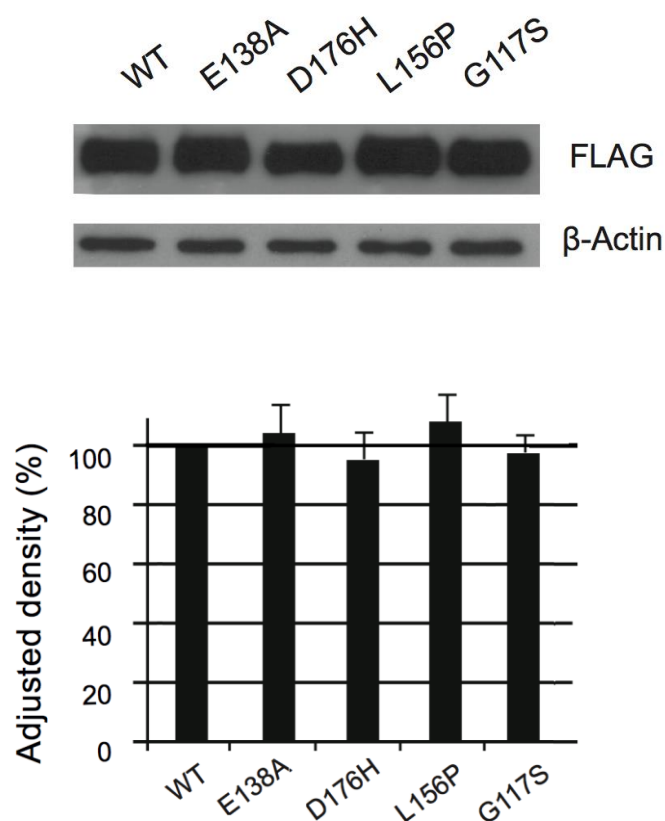 WT E138A D176H L156P G117S
FLAG
β-Actin
Adjusted density (%)
100
80
60
40
20
0
WT E138A D176H L156P G117S